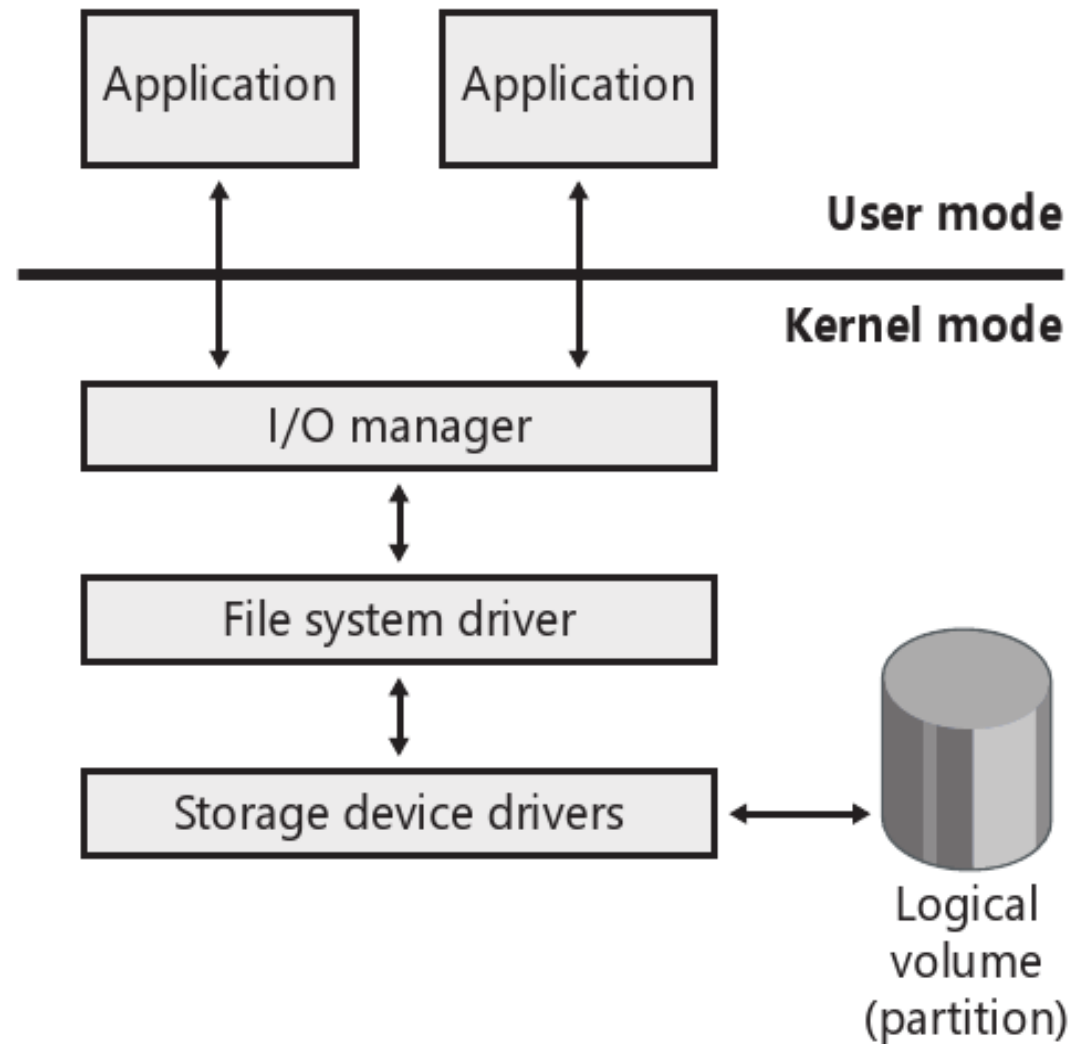 Application
Application
User mode
Kernel mode
I/O manager
File system driver
Storage device drivers
Logical
volume
(partition)